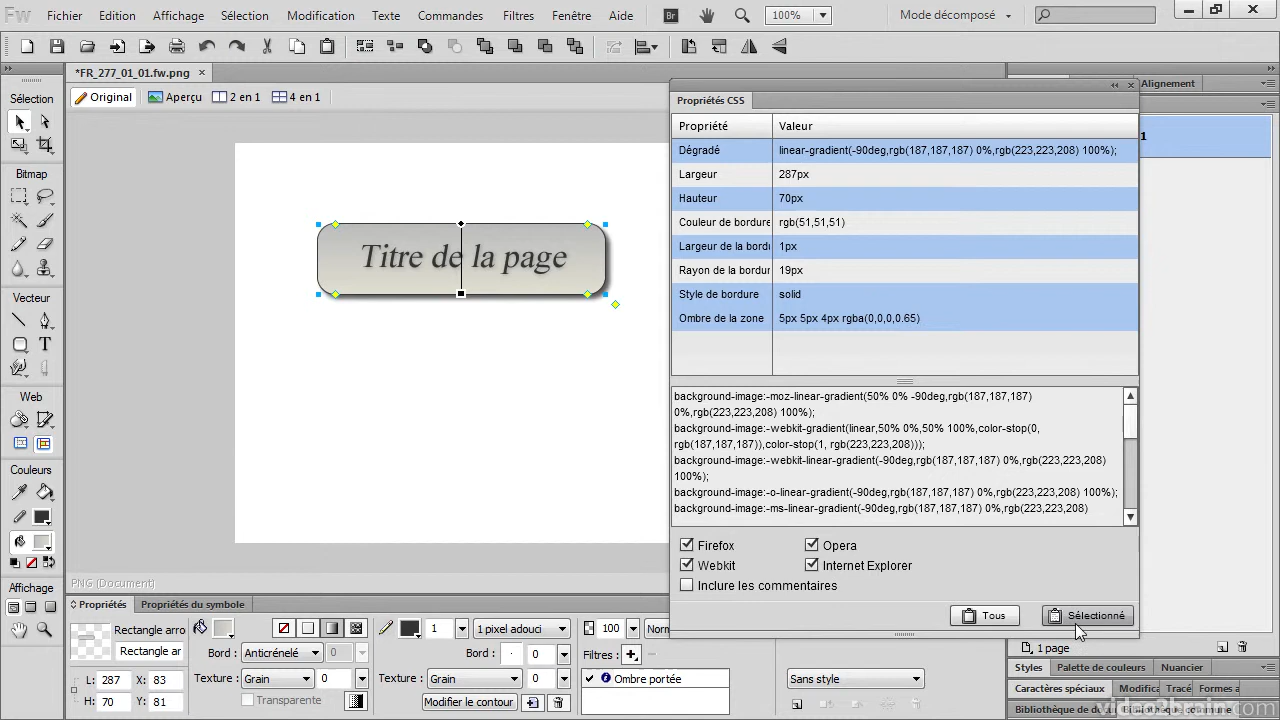 Fw Fichier Edition Affichage Sélection Modification Texte Commandes Filtres Fenêtre Aide Br 100% Mode décomposé
*FR_277_01_01.fw.png ×
Original Aperçu 2 en 1 4 en 1
Sélection
Bitmap
Vecteur
Web
Couleurs
Affichage
Titre de la page
PNG (Document)
Alignement
1
Propriétés CSS
Propriété Valeur
Dégradé linear-gradient(-90deg,rgb(187,187,187) 0%,rgb(223,223,208) 100%);
Largeur 287px
Hauteur 70px
Couleur de bordure rgb(51,51,51)
Largeur de la bordu 1px
Rayon de la bordur 19px
Style de bordure solid
Ombre de la zone 5px 5px 4px rgba(0,0,0,0.65)
background-image:-moz-linear-gradient(50% 0% -90deg,rgb(187,187,187)
0%,rgb(223,223,208) 100%);
background-image:-webkit-gradient(linear,50% 0%,50% 100%,color-stop(0,
rgb(187,187,187)),color-stop(1, rgb(223,223,208)));
background-image:-webkit-linear-gradient(-90deg,rgb(187,187,187) 0%,rgb(223,223,208)
100%);
background-image:-o-linear-gradient(-90deg,rgb(187,187,187) 0%,rgb(223,223,208) 100%);
background-image:-ms-linear-gradient(-90deg,rgb(187,187,187) 0%,rgb(223,223,208)
Firefox Opera
Webkit Internet Explorer
Inclure les commentaires
Tous Sélectionné
Propriétés Propriétés du symbole
Rectangle arro
Rectangle arro
L: 287 X: 83
H: 70 Y: 81
Bord : Anticrénelé 0
Texture : Grain 0
Transparente
1 1 pixel adouci
Bord : 0
Texture : Grain 0
Modifier le contour
100 Norm
Filtres :
Ombre portée
Sans style
1 page
Styles Palette de couleurs Nuancier
Caractères spéciaux Modifica Tracé Formes a
Bibliothèque de docu Bibliothèque commune
video2brain.com